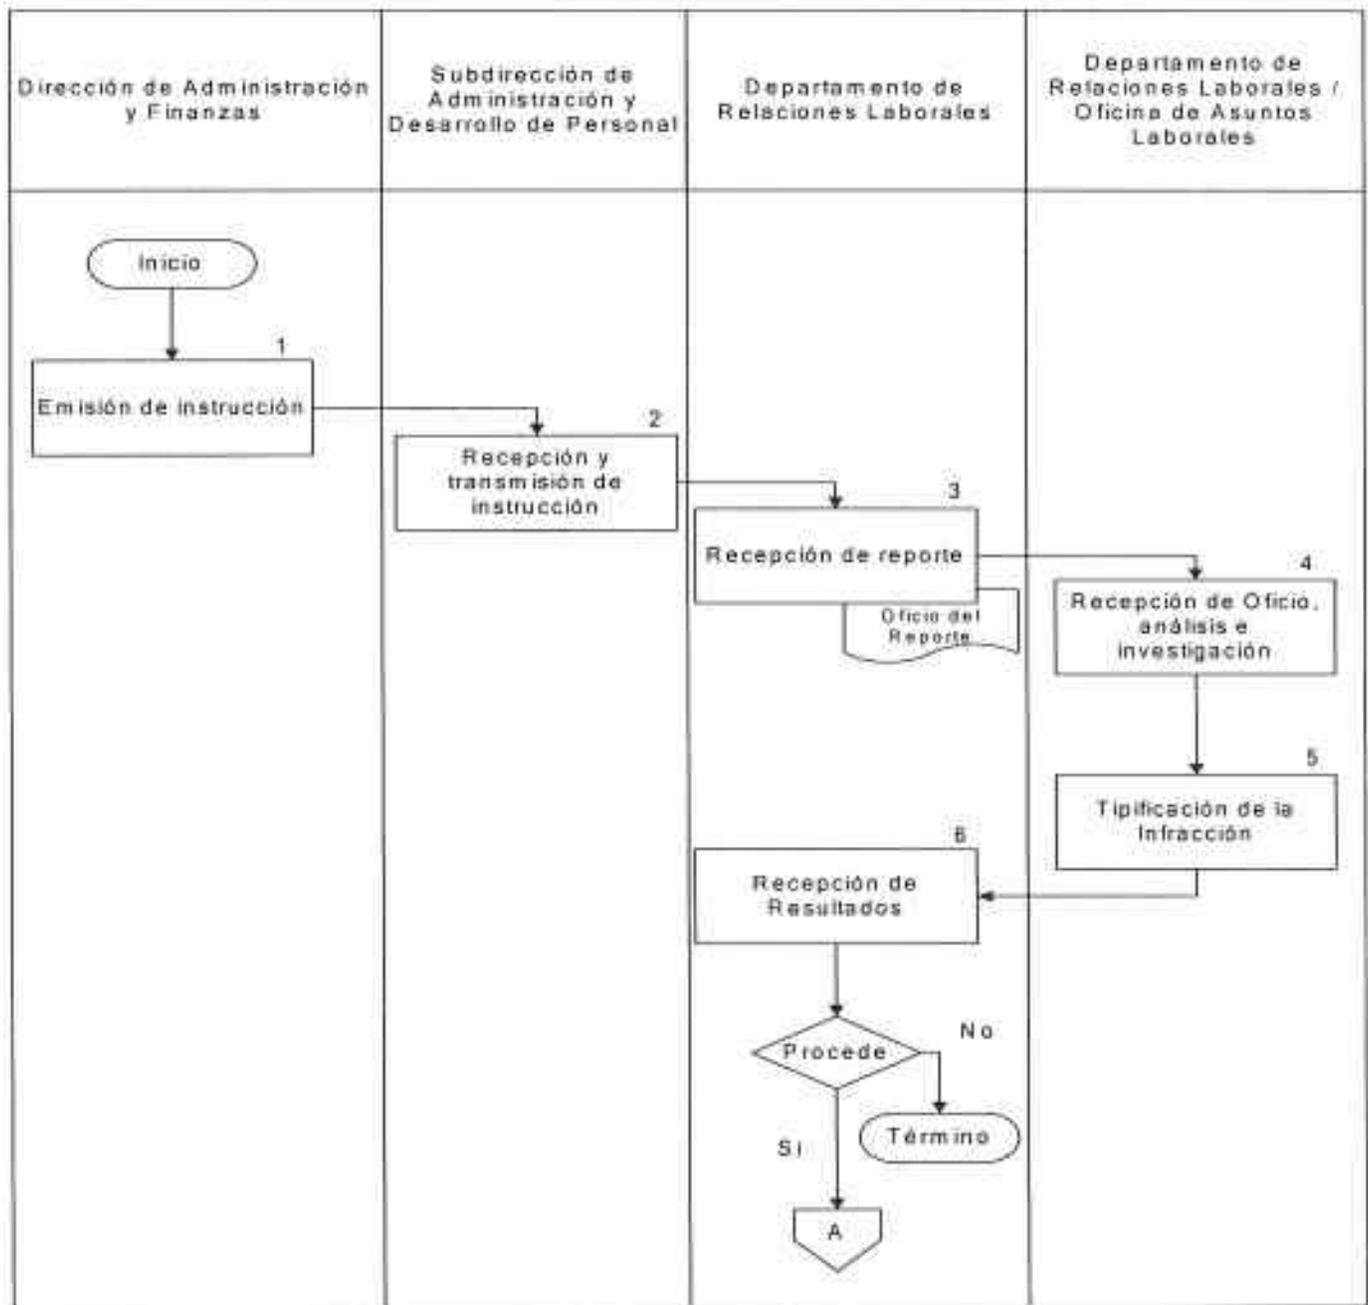 Dirección de Administración
y Finanzas
Subdirección de
Administración y
Desarrollo de Personal
Departamento de
Relaciones Laborales
Departamento de
Relaciones Laborales /
Oficina de Asuntos
Laborales
Inicio
1
Emisión de instrucción
2
Recepción y
transmisión de
instrucción
3
Recepción de reporte
Oficio del
Reporte
4
Recepción de Oficio,
análisis e
investigación
5
Tipificación de la
Infracción
6
Recepción de
Resultados
Procede
No
Término
Si
A